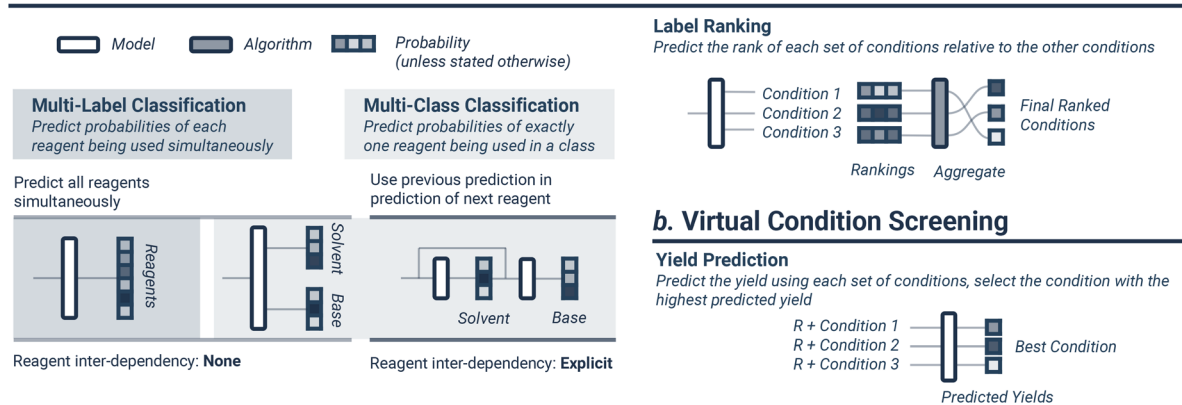 Model
Algorithm
Probability
(unless stated otherwise)
Multi-Label Classification
Predict probabilities of each
reagent being used simultaneously
Multi-Class Classification
Predict probabilities of exactly
one reagent being used in a class
Predict all reagents
simultaneously
Use previous prediction in
prediction of next reagent
Reagents
Solvent
Base
Solvent
Base
Reagent inter-dependency: None
Reagent inter-dependency: Explicit
Label Ranking
Predict the rank of each set of conditions relative to the other conditions
Condition 1
Condition 2
Condition 3
Rankings
Aggregate
Final Ranked
Conditions
b. Virtual Condition Screening
Yield Prediction
Predict the yield using each set of conditions, select the condition with the
highest predicted yield
R + Condition 1
R + Condition 2
R + Condition 3
Best Condition
Predicted Yields